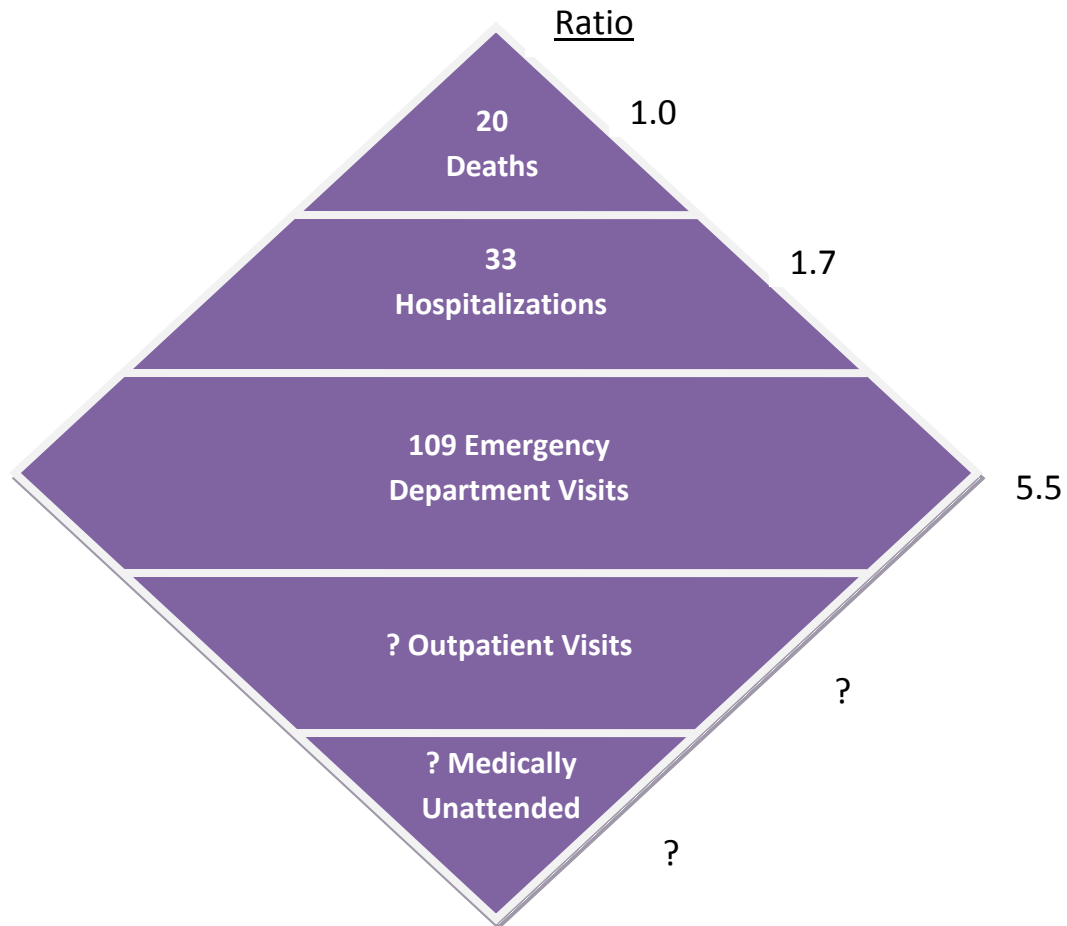 Ratio
20
Deaths
1.0
33
Hospitalizations
1.7
109 Emergency
Department Visits
5.5
? Outpatient Visits
?
? Medically
Unattended
?